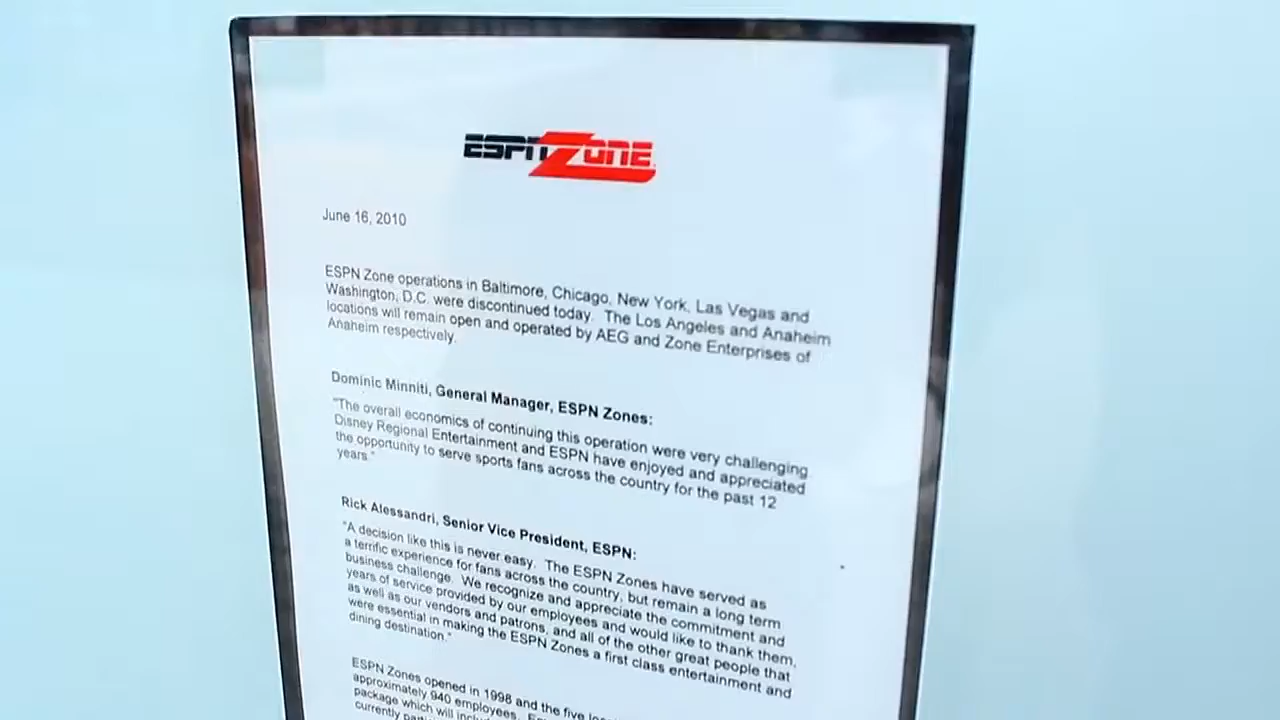 ESPN ZONE
June 16, 2010
ESPN Zone operations in Baltimore, Chicago, New York, Las Vegas and
Washington, D.C. were discontinued today. The Los Angeles and Anaheim
locations will remain open and operated by AEG and Zone Enterprises of
Anaheim respectively.
Dominic Minniti, General Manager, ESPN Zones:
"The overall economics of continuing this operation were very challenging
Disney Regional Entertainment and ESPN have enjoyed and appreciated
the opportunity to serve sports fans across the country for the past 12
years."
Rick Alessandri, Senior Vice President, ESPN:
"A decision like this is never easy. The ESPN Zones have served as
a terrific experience for fans across the country, but remain a long term
business challenge. We recognize and appreciate the commitment and
years of service provided by our employees and would like to thank them,
as well as our vendors and patrons, and all of the other great people that
were essential in making the ESPN Zones a first class entertainment and
dining destination."
ESPN Zones opened in 1998 and the five
approximately 940 employees.
package which will
currently